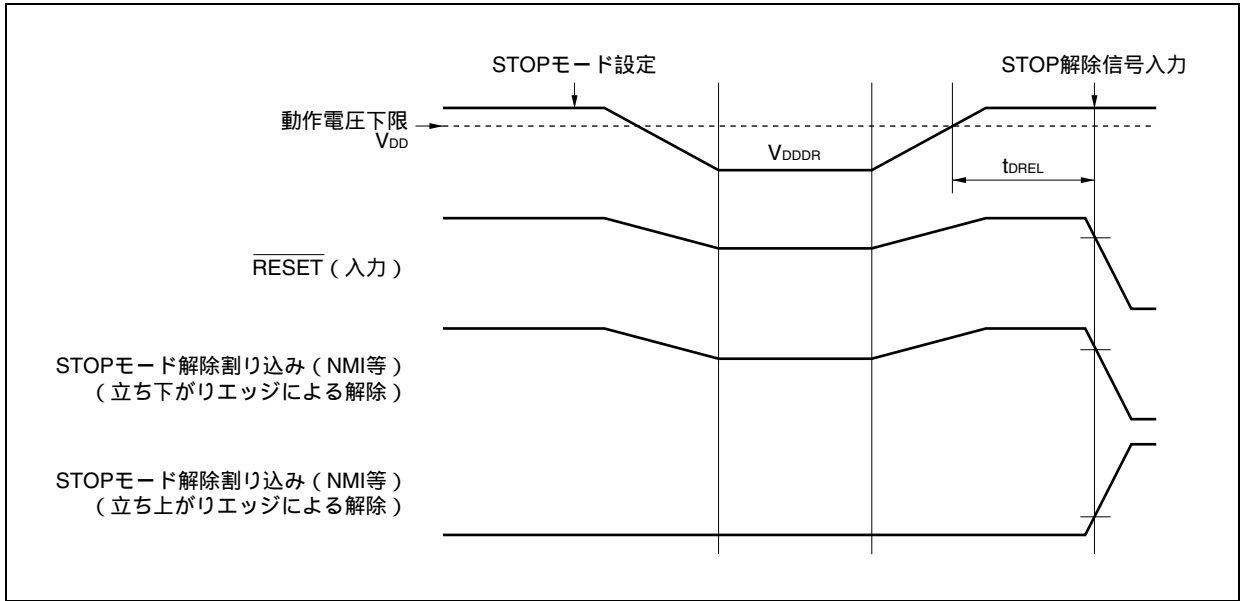 STOPモード設定
STOP解除信号入力
動作電圧下限
VDD
VDDDR
tDREL
RESET（入力）
STOPモード解除割り込み（NMI等）
（立ち下がりエッジによる解除）
STOPモード解除割り込み（NMI等）
（立ち上がりエッジによる解除）